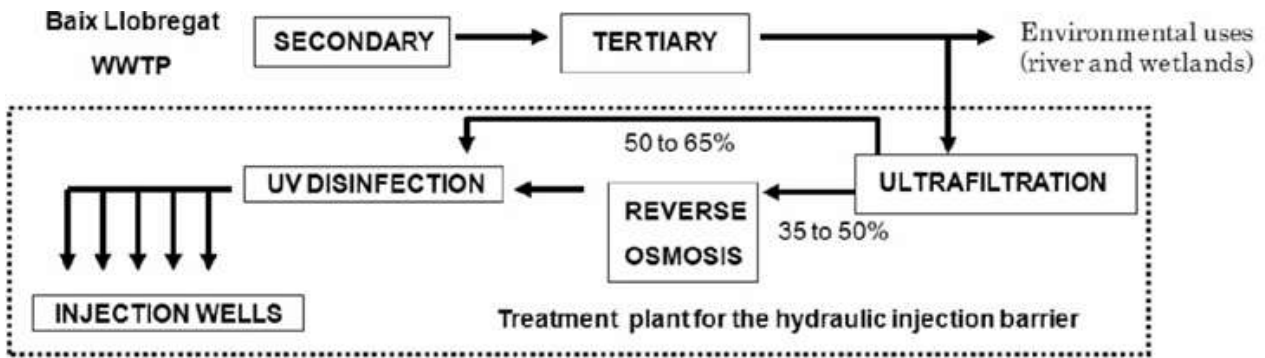 Baix Llobregat
WWTP
SECONDARY
TERTIARY
Environmental uses
(river and wetlands)
50 to 65%
UV DISINFECTION
ULTRAFILTRATION
REVERSE
OSMOSIS
35 to 50%
INJECTION WELLS
Treatment plant for the hydraulic injection barrier